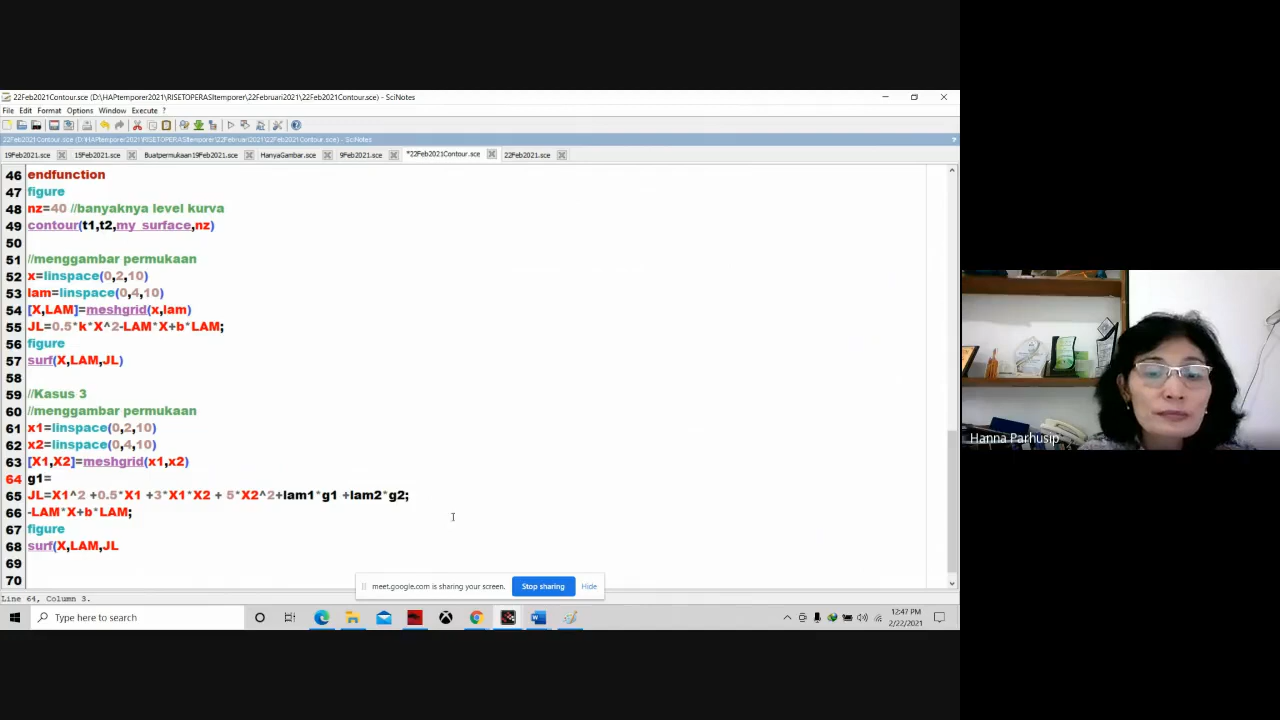 22Feb2021Contour.sce (D:\HAPtemporer2021\RISETOPERASItemporer\22Februari2021\22Feb2021Contour.sce) - SciNotes
File Edit Format Options Window Execute ?
22Feb2021Contour.sce (D:\HAPtemporer2021\RISETOPERASItemporer\22Februari2021\22Feb2021Contour.sce) - SciNotes
19Feb2021.sce 15Feb2021.sce Buatpermukaan19Feb2021.sce HanyaGambar.sce 9Feb2021.sce *22Feb2021Contour.sce 22Feb2021.sce
46 endfunction
47 figure
48 nz=40 //banyaknya level kurva
49 contour(t1,t2,my_surface,nz)
50
51 //menggambar permukaan
52 x=linspace(0,2,10)
53 lam=linspace(0,4,10)
54 [X,LAM]=meshgrid(x,lam)
55 JL=0.5*k*X^2-LAM*X+b*LAM;
56 figure
57 surf(X,LAM,JL)
58
59 //Kasus 3
60 //menggambar permukaan
61 x1=linspace(0,2,10)
62 x2=linspace(0,4,10)
63 [X1,X2]=meshgrid(x1,x2)
64 g1=
65 JL=X1^2 +0.5*X1 +3*X1*X2 + 5*X2^2+lam1*g1 +lam2*g2;
66 -LAM*X+b*LAM;
67 figure
68 surf(X,LAM,JL
69
70
meet.google.com is sharing your screen. Stop sharing Hide
Line 64, Column 3.
Type here to search
12:47 PM
2/22/2021
Hanna Parhusip